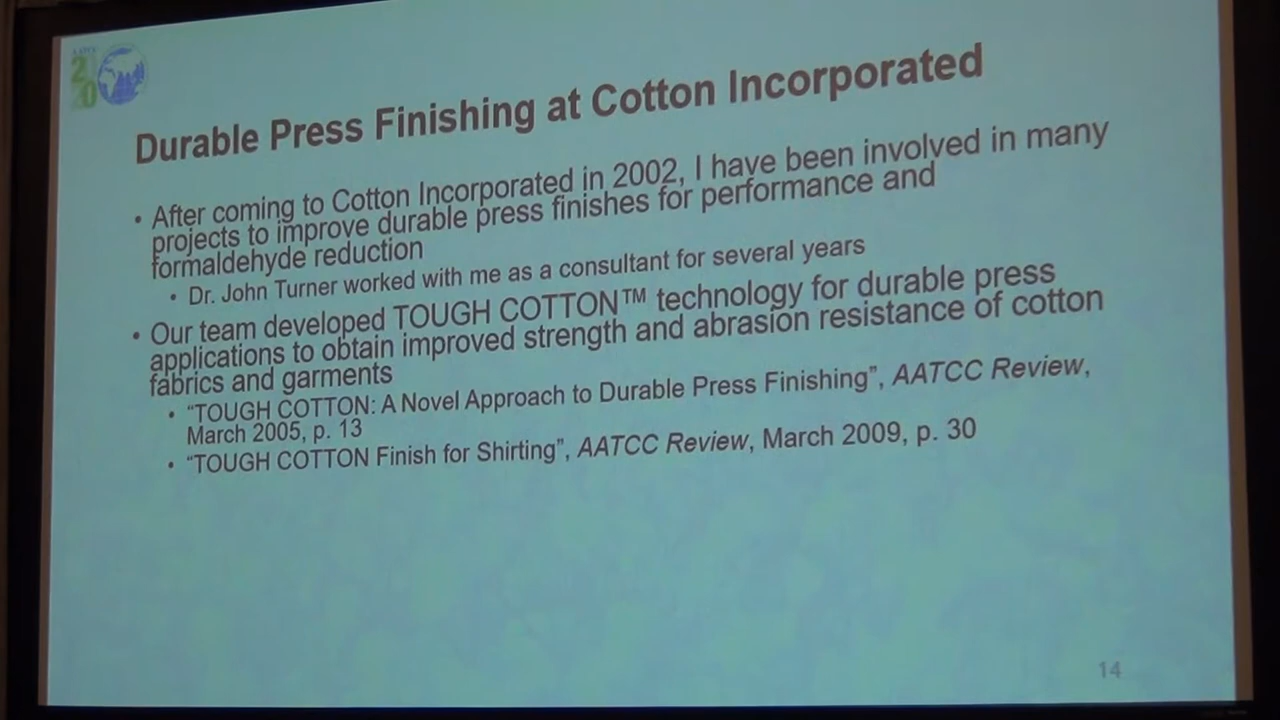 Durable Press Finishing at Cotton Incorporated
• After coming to Cotton Incorporated in 2002, I have been involved in many
projects to improve durable press finishes for performance and
formaldehyde reduction
• Dr. John Turner worked with me as a consultant for several years
• Our team developed TOUGH COTTON™ technology for durable press
applications to obtain improved strength and abrasion resistance of cotton
fabrics and garments
• “TOUGH COTTON: A Novel Approach to Durable Press Finishing”, AATCC Review,
March 2005, p. 13
• “TOUGH COTTON Finish for Shirting”, AATCC Review, March 2009, p. 30
14